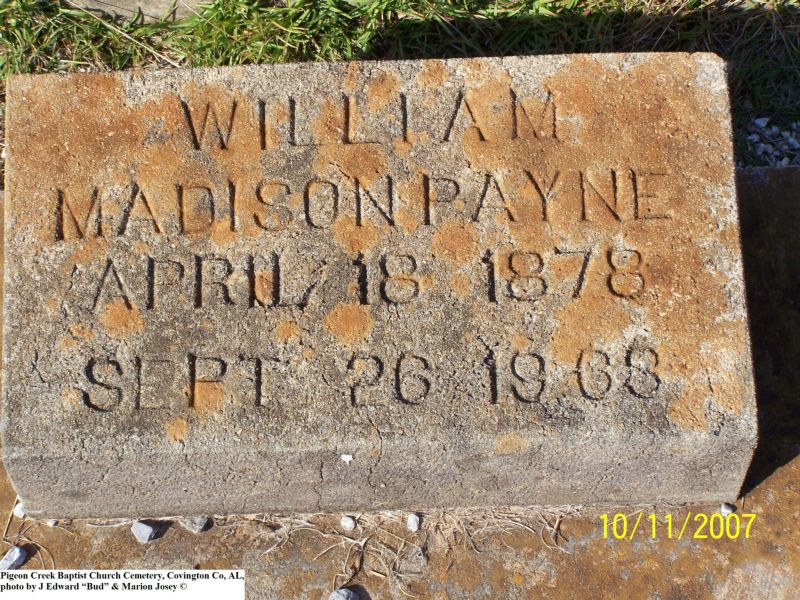 WILLIAM
MADISON PAYNE
APRIL 18 1878
SEPT 26 1968
10/11/2007
Pigeon Creek Baptist Church Cemetery, Covington Co, AL,
photo by J Edward “Bud” & Marion Josey ©